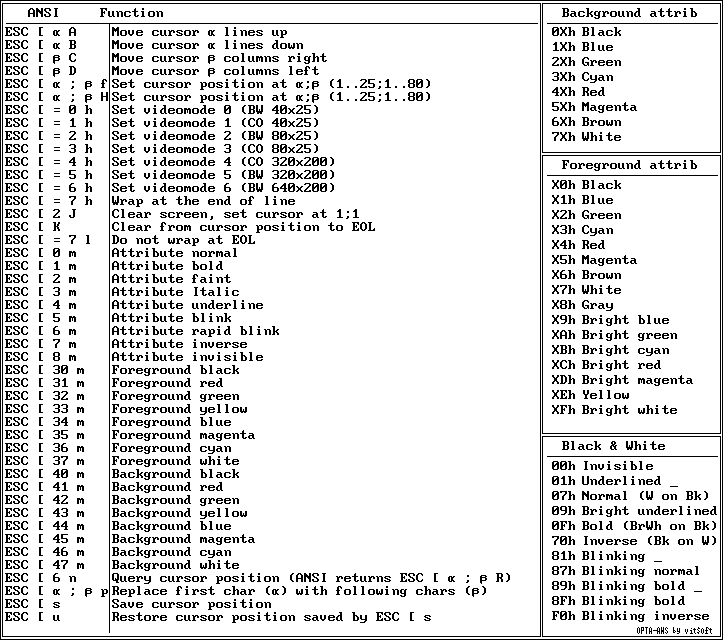 ANSI Function
ESC [ α A Move cursor α lines up
ESC [ α B Move cursor α lines down
ESC [ β C Move cursor β columns right
ESC [ β D Move cursor β columns left
ESC [ α ; β f Set cursor position at α;β (1..25;1..80)
ESC [ α ; β H Set cursor position at α;β (1..25;1..80)
ESC [ = 0 h Set videomode 0 (BW 40x25)
ESC [ = 1 h Set videomode 1 (CO 40x25)
ESC [ = 2 h Set videomode 2 (BW 80x25)
ESC [ = 3 h Set videomode 3 (CO 80x25)
ESC [ = 4 h Set videomode 4 (CO 320x200)
ESC [ = 5 h Set videomode 5 (BW 320x200)
ESC [ = 6 h Set videomode 6 (BW 640x200)
ESC [ = 7 h Wrap at the end of line
ESC [ 2 J Clear screen, set cursor at 1;1
ESC [ K Clear from cursor position to EOL
ESC [ = 7 l Do not wrap at EOL
ESC [ 0 m Attribute normal
ESC [ 1 m Attribute bold
ESC [ 2 m Attribute faint
ESC [ 3 m Attribute Italic
ESC [ 4 m Attribute underline
ESC [ 5 m Attribute blink
ESC [ 6 m Attribute rapid blink
ESC [ 7 m Attribute inverse
ESC [ 8 m Attribute invisible
ESC [ 30 m Foreground black
ESC [ 31 m Foreground red
ESC [ 32 m Foreground green
ESC [ 33 m Foreground yellow
ESC [ 34 m Foreground blue
ESC [ 35 m Foreground magenta
ESC [ 36 m Foreground cyan
ESC [ 37 m Foreground white
ESC [ 40 m Background black
ESC [ 41 m Background red
ESC [ 42 m Background green
ESC [ 43 m Background yellow
ESC [ 44 m Background blue
ESC [ 45 m Background magenta
ESC [ 46 m Background cyan
ESC [ 47 m Background white
ESC [ 6 n Query cursor position (ANSI returns ESC [ α ; β R)
ESC [ α ; β p Replace first char (α) with following chars (β)
ESC [ s Save cursor position
ESC [ u Restore cursor position saved by ESC [ s
Background attrib
0Xh Black
1Xh Blue
2Xh Green
3Xh Cyan
4Xh Red
5Xh Magenta
6Xh Brown
7Xh White
Foreground attrib
X0h Black
X1h Blue
X2h Green
X3h Cyan
X4h Red
X5h Magenta
X6h Brown
X7h White
X8h Gray
X9h Bright blue
XAh Bright green
XBh Bright cyan
XCh Bright red
XDh Bright magenta
XEh Yellow
XFh Bright white
Black & White
00h Invisible
01h Underlined _
07h Normal (W on Bk)
09h Bright underlined
0Fh Bold (BrWh on Bk)
70h Inverse (Bk on W)
81h Blinking _
87h Blinking normal
89h Blinking bold _
8Fh Blinking bold
F0h Blinking inverse
OPTA-ANS by vitSoft